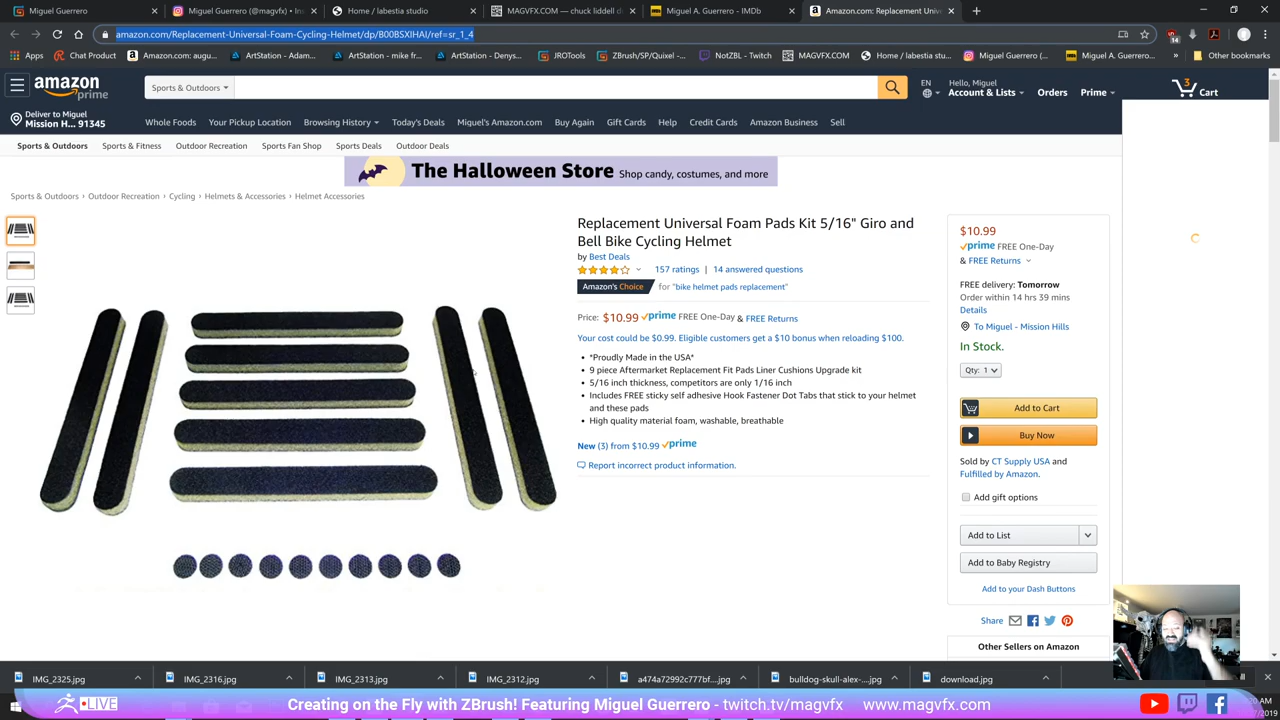 magvfx@gmail.c
Miguel Guerrero (@magvfx) • Inst
Home / labestia studios
MAGVFX.COM — chuck liddell di
Miguel A. Guerrero - IMDb
Amazon.com: Replacement Unive
amazon.com/Replacement-Universal-Foam-Cycling-Helmet/dp/B00BSXIHAI/ref=sr_1_4
Apps
Chat Product
Amazon.com: augu...
ArtStation - Adam...
ArtStation - mike fr...
ArtStation - Denys...
JROTools
ZBrush/SP/Quixel -...
NotZBL - Twitch
MAGVFX.COM
Home / labestia stu...
Miguel Guerrero (...
Miguel A. Guerrero...
Other bookmarks
amazon
prime
Sports & Outdoors
EN
Hello, Miguel
Account & Lists
Orders
Prime
3
Cart
Deliver to Miguel
Mission H... 91345
Whole Foods
Your Pickup Location
Browsing History
Today's Deals
Miguel's Amazon.com
Buy Again
Gift Cards
Help
Credit Cards
Amazon Business
Sell
Sports & Outdoors
Sports & Fitness
Outdoor Recreation
Sports Fan Shop
Sports Deals
Outdoor Deals
The Halloween Store Shop candy, costumes, and more
Sports & Outdoors › Outdoor Recreation › Cycling › Helmets & Accessories › Helmet Accessories
Replacement Universal Foam Pads Kit 5/16" Giro and
Bell Bike Cycling Helmet
by Best Deals
157 ratings | 14 answered questions
Amazon's Choice for "bike helmet pads replacement"
Price: $10.99 prime FREE One-Day & FREE Returns
Your cost could be $0.99. Eligible customers get a $10 bonus when reloading $100.
• *Proudly Made in the USA*
• 9 piece Aftermarket Replacement Fit Pads Liner Cushions Upgrade kit
• 5/16 inch thickness, competitors are only 1/16 inch
• Includes FREE sticky self adhesive Hook Fastener Dot Tabs that stick to your helmet
and these pads
• High quality material foam, washable, breathable
New (3) from $10.99 prime
Report incorrect product information.
$10.99
prime FREE One-Day
& FREE Returns
FREE delivery: Tomorrow
Order within 14 hrs 39 mins
Details
To Miguel - Mission Hills
In Stock.
Qty: 1
Add to Cart
Buy Now
Sold by CT Supply USA and
Fulfilled by Amazon.
Add gift options
Add to List
Add to Baby Registry
Add to your Dash Buttons
Share
Other Sellers on Amazon
IMG_2325.jpg
IMG_2316.jpg
IMG_2313.jpg
IMG_2312.jpg
a474a72992c777bf....jpg
bulldog-skull-alex-....jpg
download.jpg
LIVE
Creating on the Fly with ZBrush! Featuring Miguel Guerrero - twitch.tv/magvfx www.magvfx.com